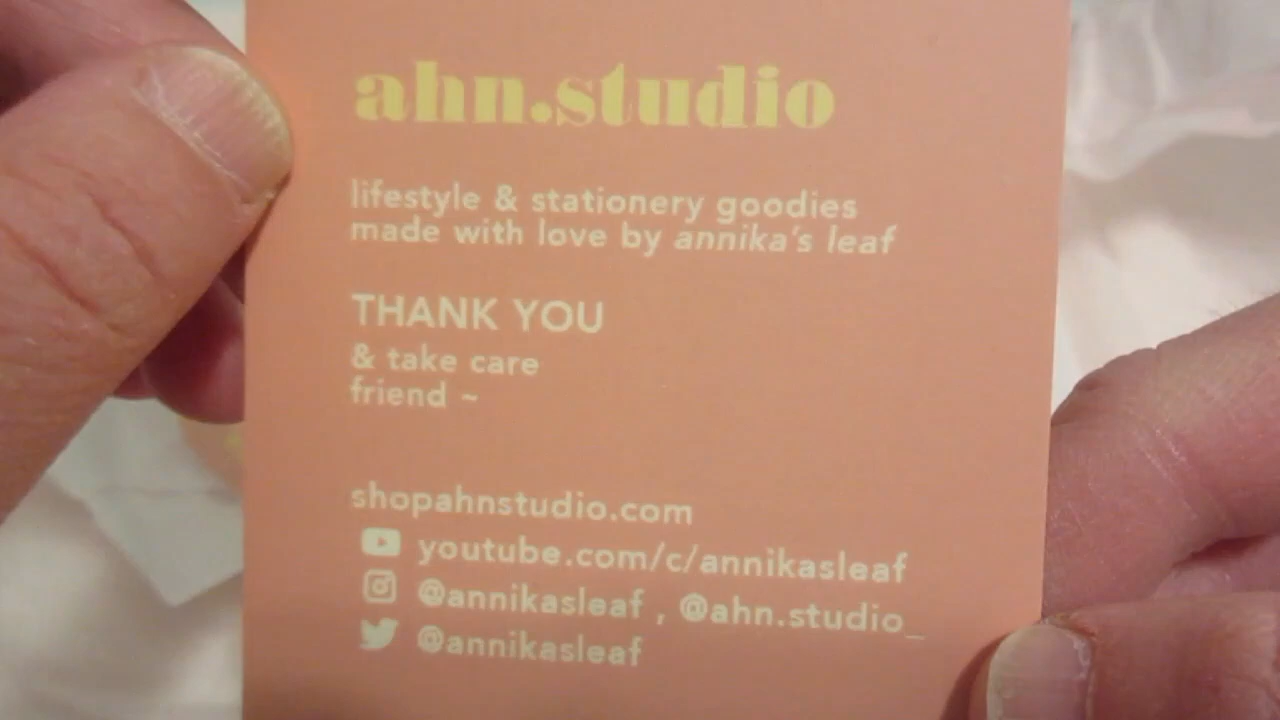 ahn.studio
lifestyle & stationery goodies
made with love by annika's leaf
THANK YOU
& take care
friend ~
shopahnstudio.com
youtube.com/c/annikasleaf
@annikasleaf , @ahn.studio_
@annikasleaf